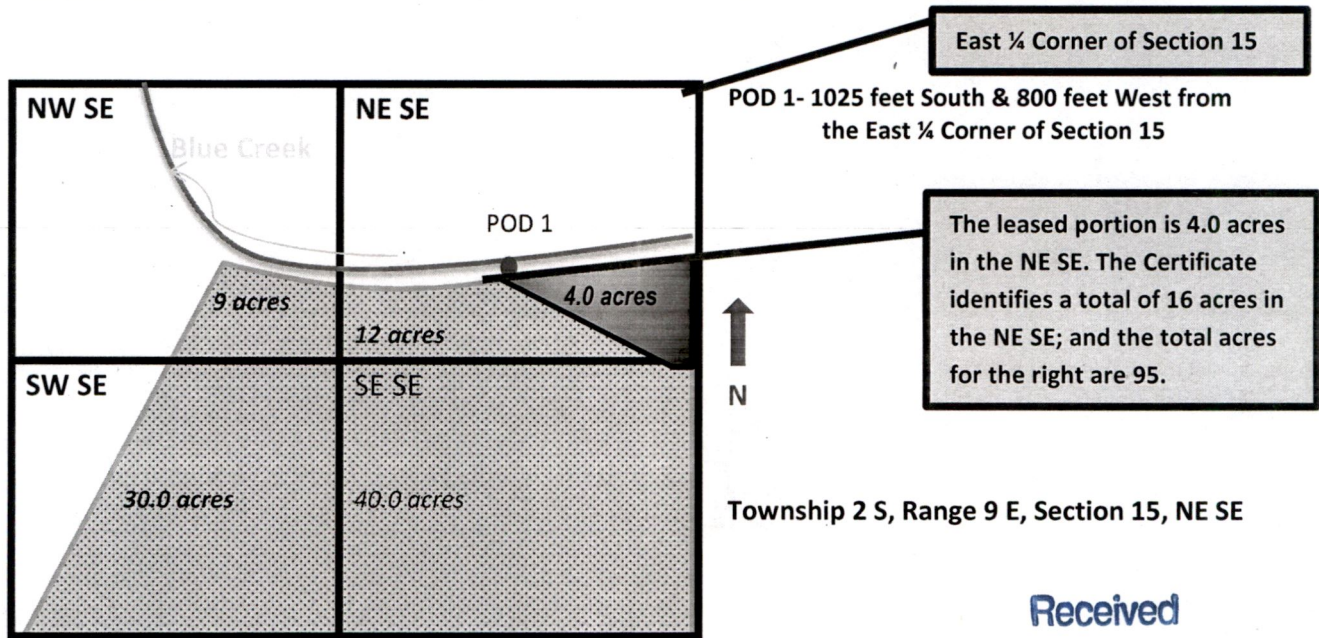 East ¼ Corner of Section 15
NW SE
NE SE
POD 1- 1025 feet South & 800 feet West from
the East ¼ Corner of Section 15
Blue Creek
POD 1
The leased portion is 4.0 acres
in the NE SE. The Certificate
identifies a total of 16 acres in
the NE SE; and the total acres
for the right are 95.
9 acres
4.0 acres
12 acres
N
SW SE
SE SE
30.0 acres
40.0 acres
Township 2 S, Range 9 E, Section 15, NE SE
Received